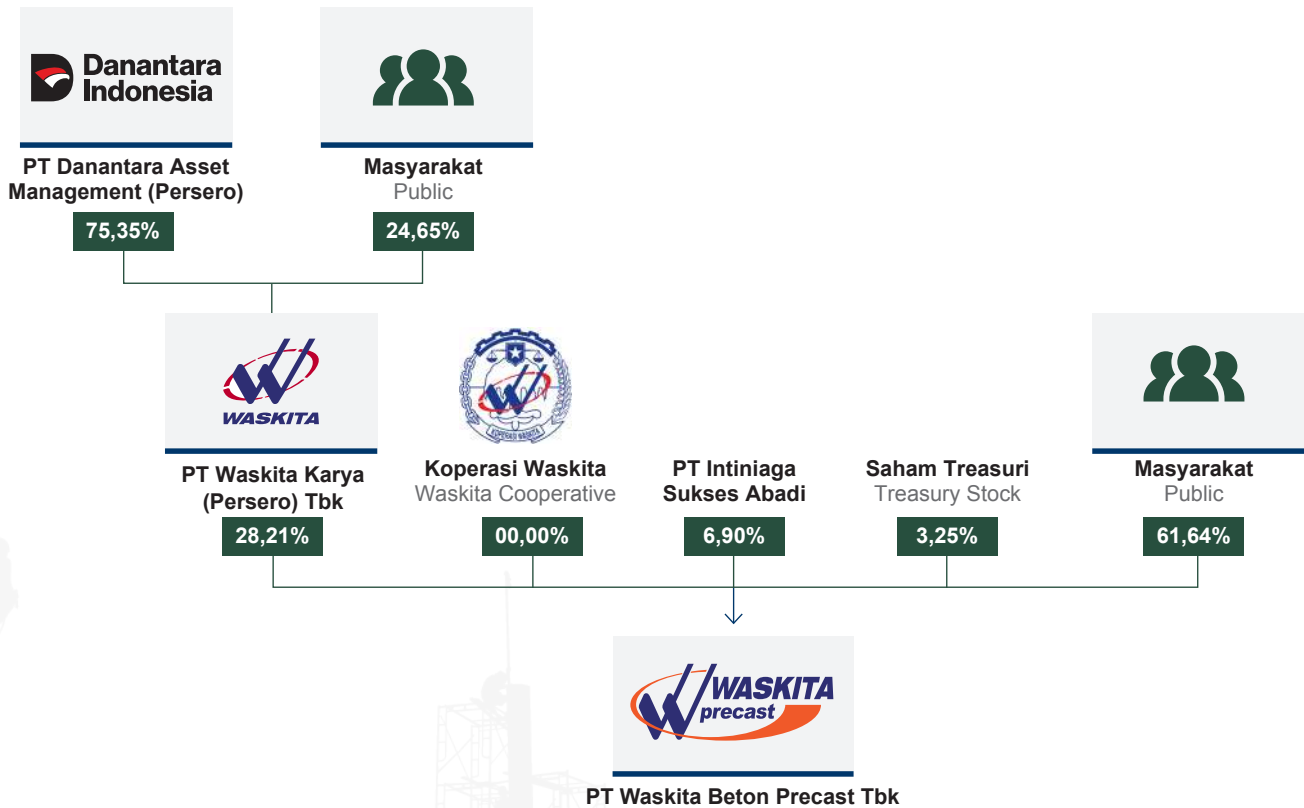 Danantara
Indonesia
PT Danantara Asset
Management (Persero)
75,35%
Masyarakat
Public
24,65%
WASKITA
PT Waskita Karya
(Persero) Tbk
28,21%
KOPERASI WASKITA
Koperasi Waskita
Waskita Cooperative
00,00%
PT Intiniaga
Sukses Abadi
6,90%
Saham Treasuri
Treasury Stock
3,25%
Masyarakat
Public
61,64%
WASKITA
precast
PT Waskita Beton Precast Tbk